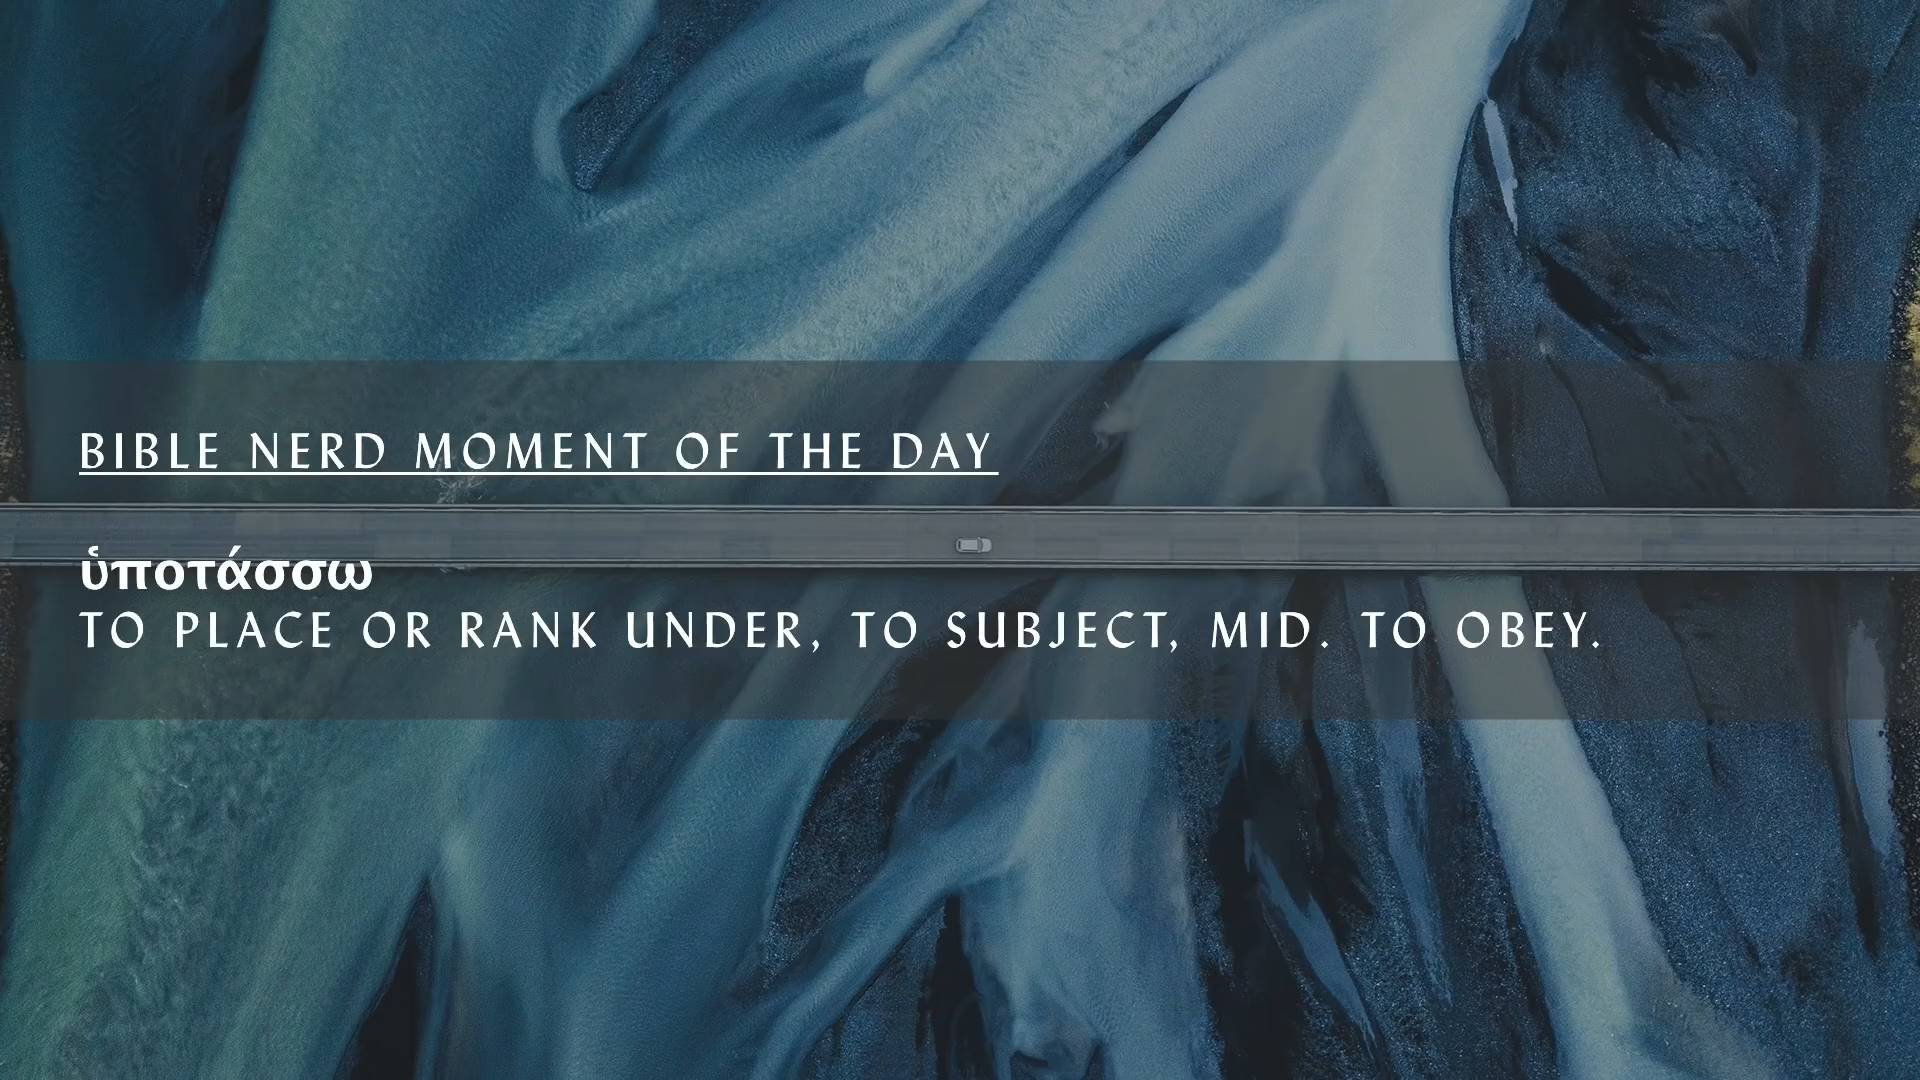 BIBLE NERD MOMENT OF THE DAY
ὑποτάσσω
TO PLACE OR RANK UNDER, TO SUBJECT, MID. TO OBEY.